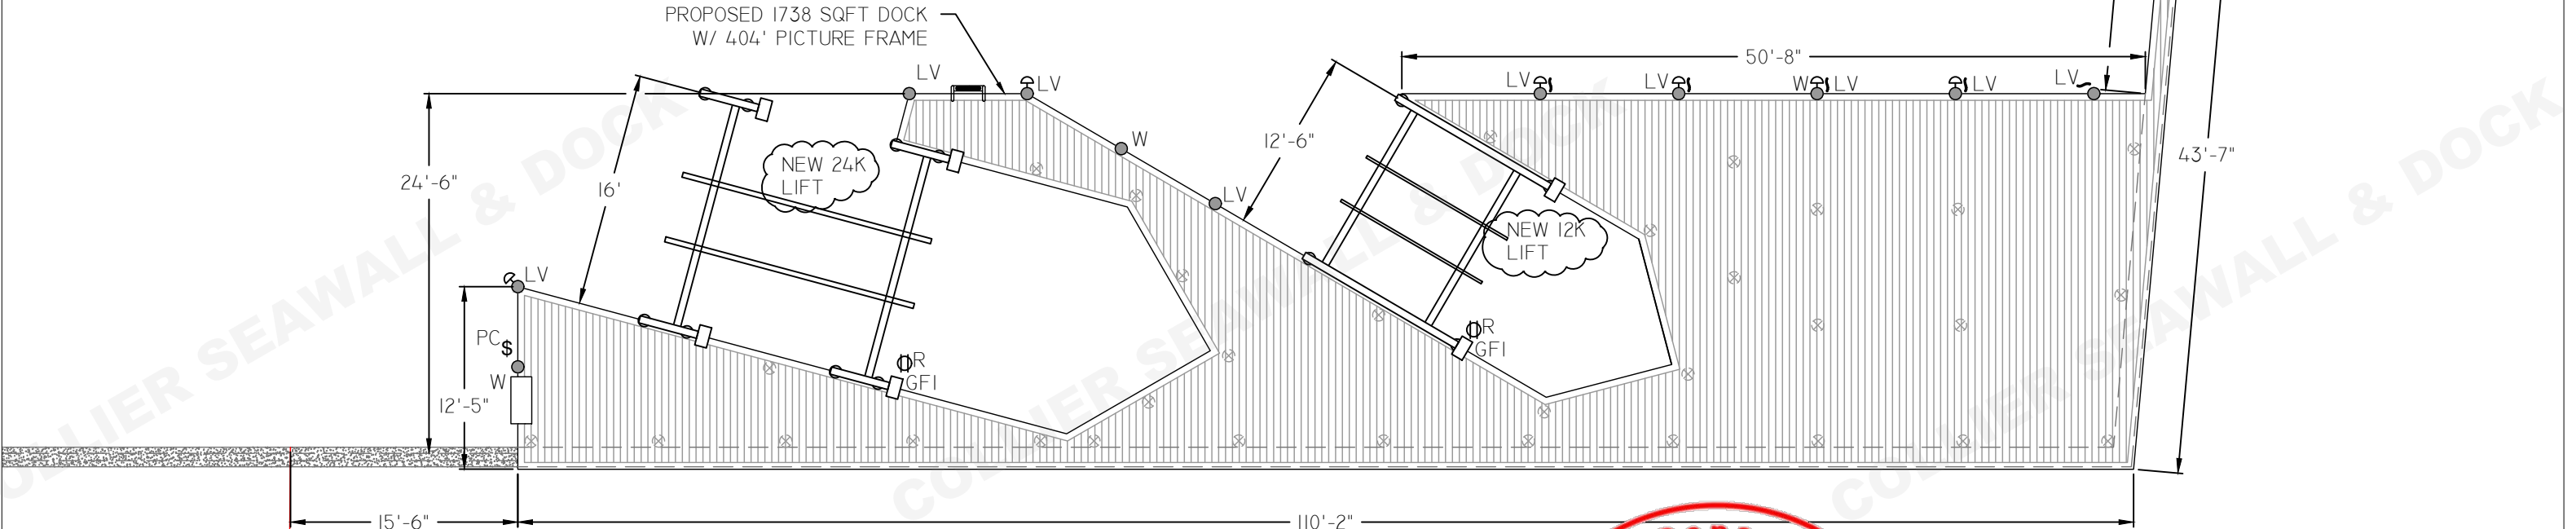 PROPOSED 1738 SQFT DOCK
W/ 404' PICTURE FRAME
50'-8"
LV
LV
LV
LV
W
LV
LV
LV
W
12'-6"
24'-6"
16'
NEW 24K
LIFT
43'-7"
LV
NEW 12K
LIFT
LV
PC
$
W
R
GFI
R
GFI
12'-5"
15'-6"
110'-2"
COLLIER SEAWALL & DOCK
COLLIER SEAWALL & DOCK
COLLIER SEAWALL & DOCK